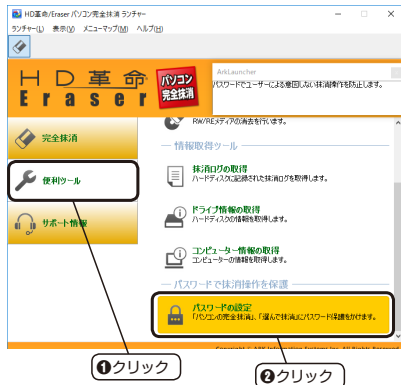 HD革命/Eraser パソコン完全抹消 ランチャー
ランチャー(L) 表示(V) メニューマップ(M) ヘルプ(H)
HD革命
Eraser
パソコン
完全抹消
ArkLauncher
パスワードでユーザーによる意図しない抹消操作を防止します。
RW/REメディアの消去を行います。
完全抹消
情報取得ツール
抹消ログの取得
ハードディスクに記録された抹消ログを取得します。
便利ツール
ドライブ情報の取得
ハードディスクの情報を取得します。
サポート情報
コンピューター情報の取得
コンピューターの情報を取得します。
パスワードで抹消操作を保護
パスワードの設定
「パソコンの完全抹消」、「選んで抹消」にパスワード保護をかけます。
❶クリック
❷クリック